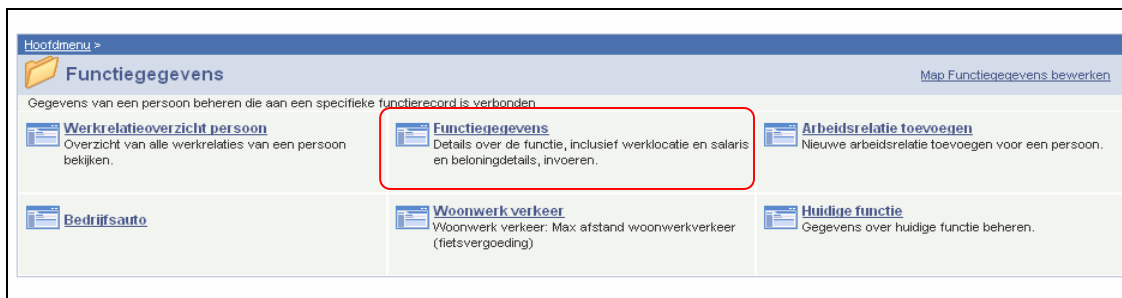 Hoofdmenu >
Functiegegevens
Map Functiegegevens bewerken
Gegevens van een persoon beheren die aan een specifieke functierecord is verbonden
Werkrelatieoverzicht persoon
Overzicht van alle werkrelaties van een persoon
bekijken.
Functiegegevens
Details over de functie, inclusief werklocatie en salaris
en beloningdetails, invoeren.
Arbeidsrelatie toevoegen
Nieuwe arbeidsrelatie toevoegen voor een persoon.
Bedrijfsauto
Woonwerk verkeer
Woonwerk verkeer: Max afstand woonwerkverkeer
(fietsvergoeding)
Huidige functie
Gegevens over huidige functie beheren.